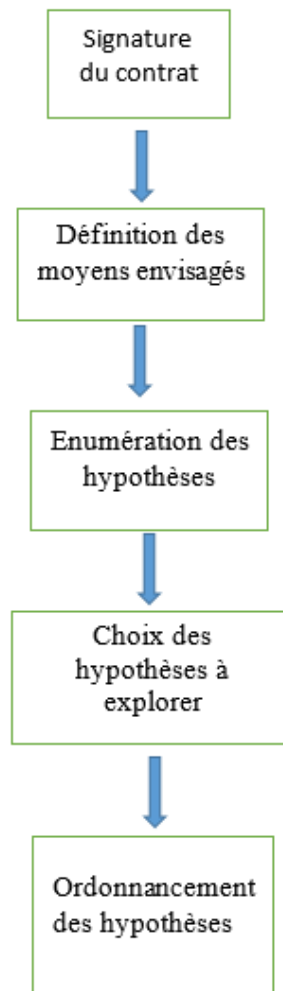 Signature
du contrat
Définition des
moyens envisagés
Enumération des
hypothèses
Choix des
hypothèses à
explorer
Ordonnancement
des hypothèses